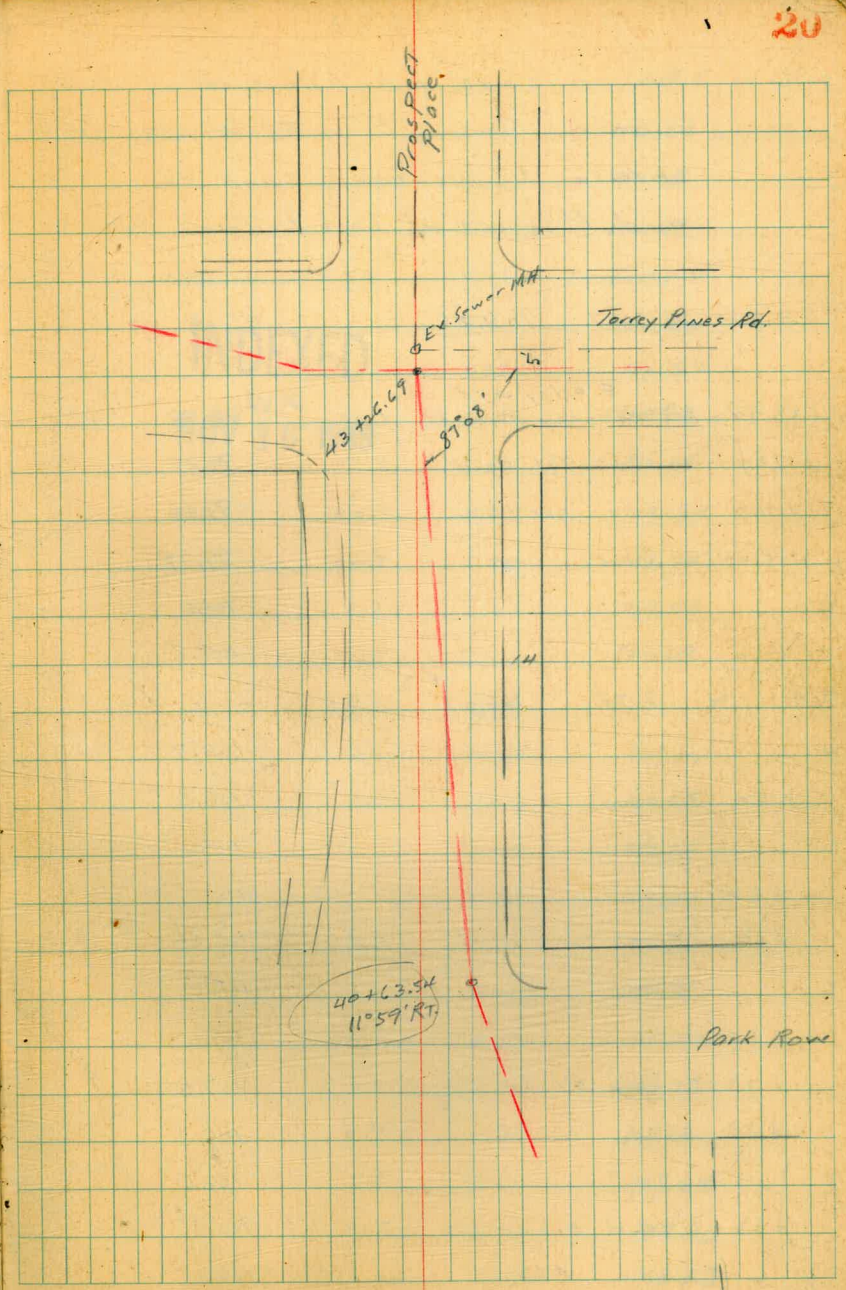 20
Prospect
Place
Ex. Sewer MH
Torrey Pines Rd.
43+26.69
87°08'
14
40+63.54
11°59' RT.
Park Row